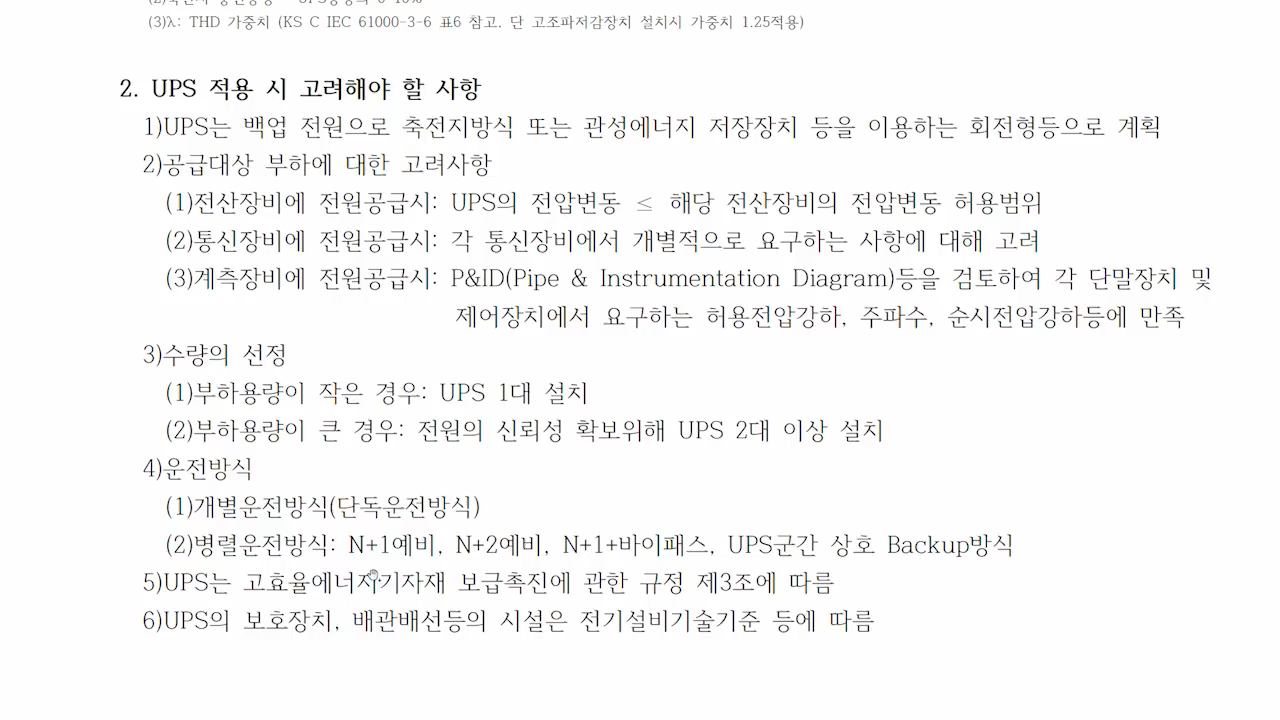 (3)λ: THD 가중치 (KS C IEC 61000-3-6 표6 참고. 단 고조파저감장치 설치시 가중치 1.25적용)
2. UPS 적용 시 고려해야 할 사항
1)UPS는 백업 전원으로 축전지방식 또는 관성에너지 저장장치 등을 이용하는 회전형등으로 계획
2)공급대상 부하에 대한 고려사항
(1)전산장비에 전원공급시: UPS의 전압변동 ≤ 해당 전산장비의 전압변동 허용범위
(2)통신장비에 전원공급시: 각 통신장비에서 개별적으로 요구하는 사항에 대해 고려
(3)계측장비에 전원공급시: P&ID(Pipe & Instrumentation Diagram)등을 검토하여 각 단말장치 및
제어장치에서 요구하는 허용전압강하, 주파수, 순시전압강하등에 만족
3)수량의 선정
(1)부하용량이 작은 경우: UPS 1대 설치
(2)부하용량이 큰 경우: 전원의 신뢰성 확보위해 UPS 2대 이상 설치
4)운전방식
(1)개별운전방식(단독운전방식)
(2)병렬운전방식: N+1예비, N+2예비, N+1+바이패스, UPS군간 상호 Backup방식
5)UPS는 고효율에너지기자재 보급촉진에 관한 규정 제3조에 따름
6)UPS의 보호장치, 배관배선등의 시설은 전기설비기술기준 등에 따름